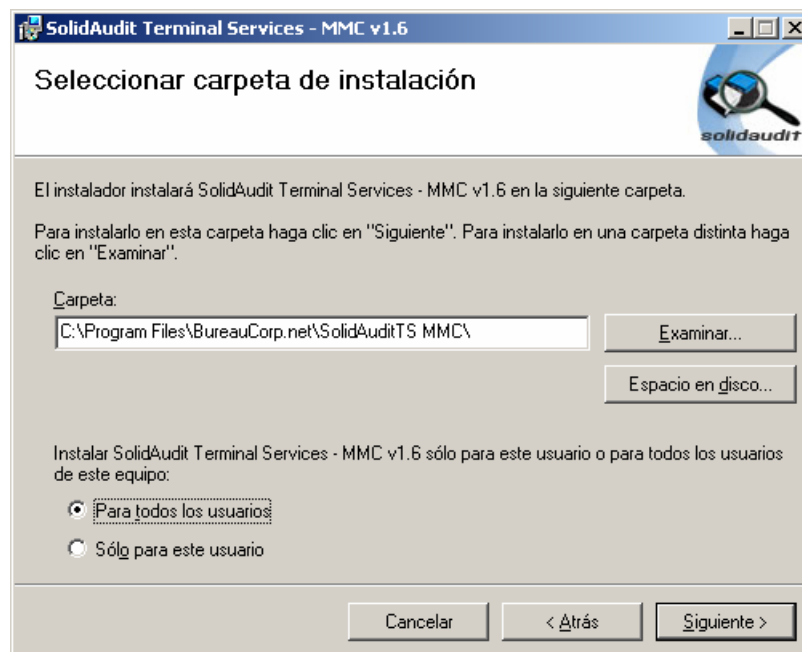 SolidAudit Terminal Services - MMC v1.6
Seleccionar carpeta de instalación
solidaudit
El instalador instalará SolidAudit Terminal Services - MMC v1.6 en la siguiente carpeta.
Para instalarlo en esta carpeta haga clic en "Siguiente". Para instalarlo en una carpeta distinta haga
clic en "Examinar".
Carpeta:
C:\Program Files\BureauCorp.net\SolidAuditTS MMC\
Examinar...
Espacio en disco...
Instalar SolidAudit Terminal Services - MMC v1.6 sólo para este usuario o para todos los usuarios
de este equipo:
Para todos los usuarios
Sólo para este usuario
Cancelar
< Atrás
Siguiente >